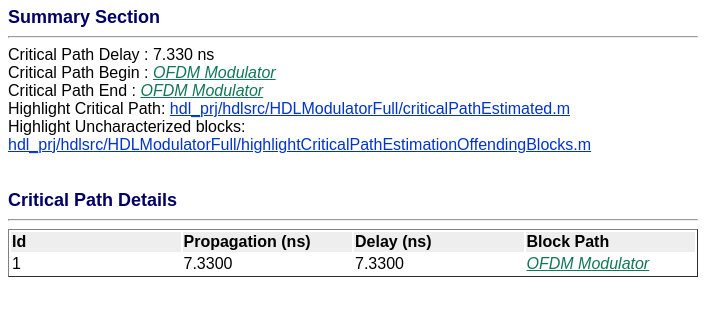 Summary Section
Critical Path Delay : 7.330 ns
Critical Path Begin : OFDM Modulator
Critical Path End : OFDM Modulator
Highlight Critical Path: hdl_prj/hdlsrc/HDLModulatorFull/criticalPathEstimated.m
Highlight Uncharacterized blocks:
hdl_prj/hdlsrc/HDLModulatorFull/highlightCriticalPathEstimationOffendingBlocks.m
Critical Path Details
Id Propagation (ns) Delay (ns) Block Path
1 7.3300 7.3300 OFDM Modulator